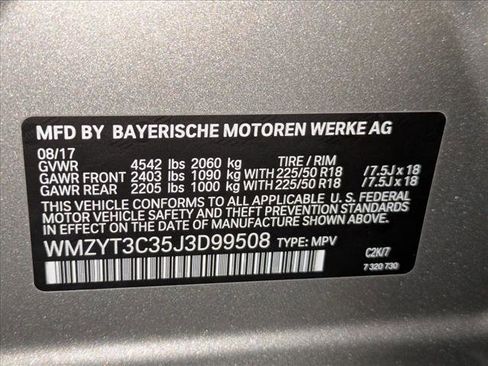 MFD BY BAYERISCHE MOTOREN WERKE AG
08/17
GVWR 4542 lbs 2060 kg TIRE / RIM
GAWR FRONT 2403 lbs 1090 kg WITH 225/50 R18 /7.5J x 18
GAWR REAR 2205 lbs 1000 kg WITH 225/50 R18 /7.5J x 18
THIS VEHICLE CONFORMS TO ALL APPLICABLE U.S. FEDERAL
MOTOR VEHICLE SAFETY, BUMPER, AND THEFT PREVENTION STANDARDS
IN EFFECT ON THE DATE OF MANUFACTURE SHOWN ABOVE.
WMZYT3C35J3D99508 TYPE: MPV
C2K/7
7 320 730